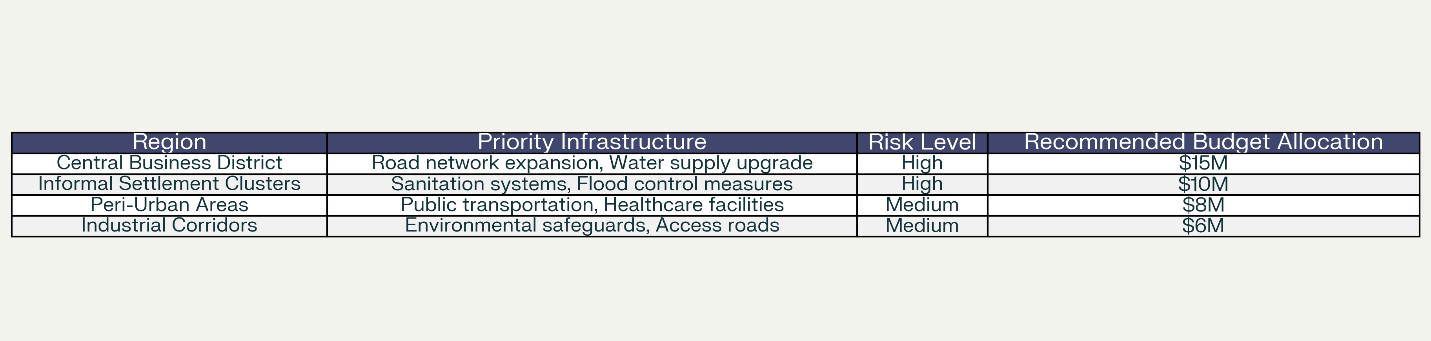 Region Priority Infrastructure Risk Level Recommended Budget Allocation
Central Business District Road network expansion, Water supply upgrade High $15M
Informal Settlement Clusters Sanitation systems, Flood control measures High $10M
Peri-Urban Areas Public transportation, Healthcare facilities Medium $8M
Industrial Corridors Environmental safeguards, Access roads Medium $6M